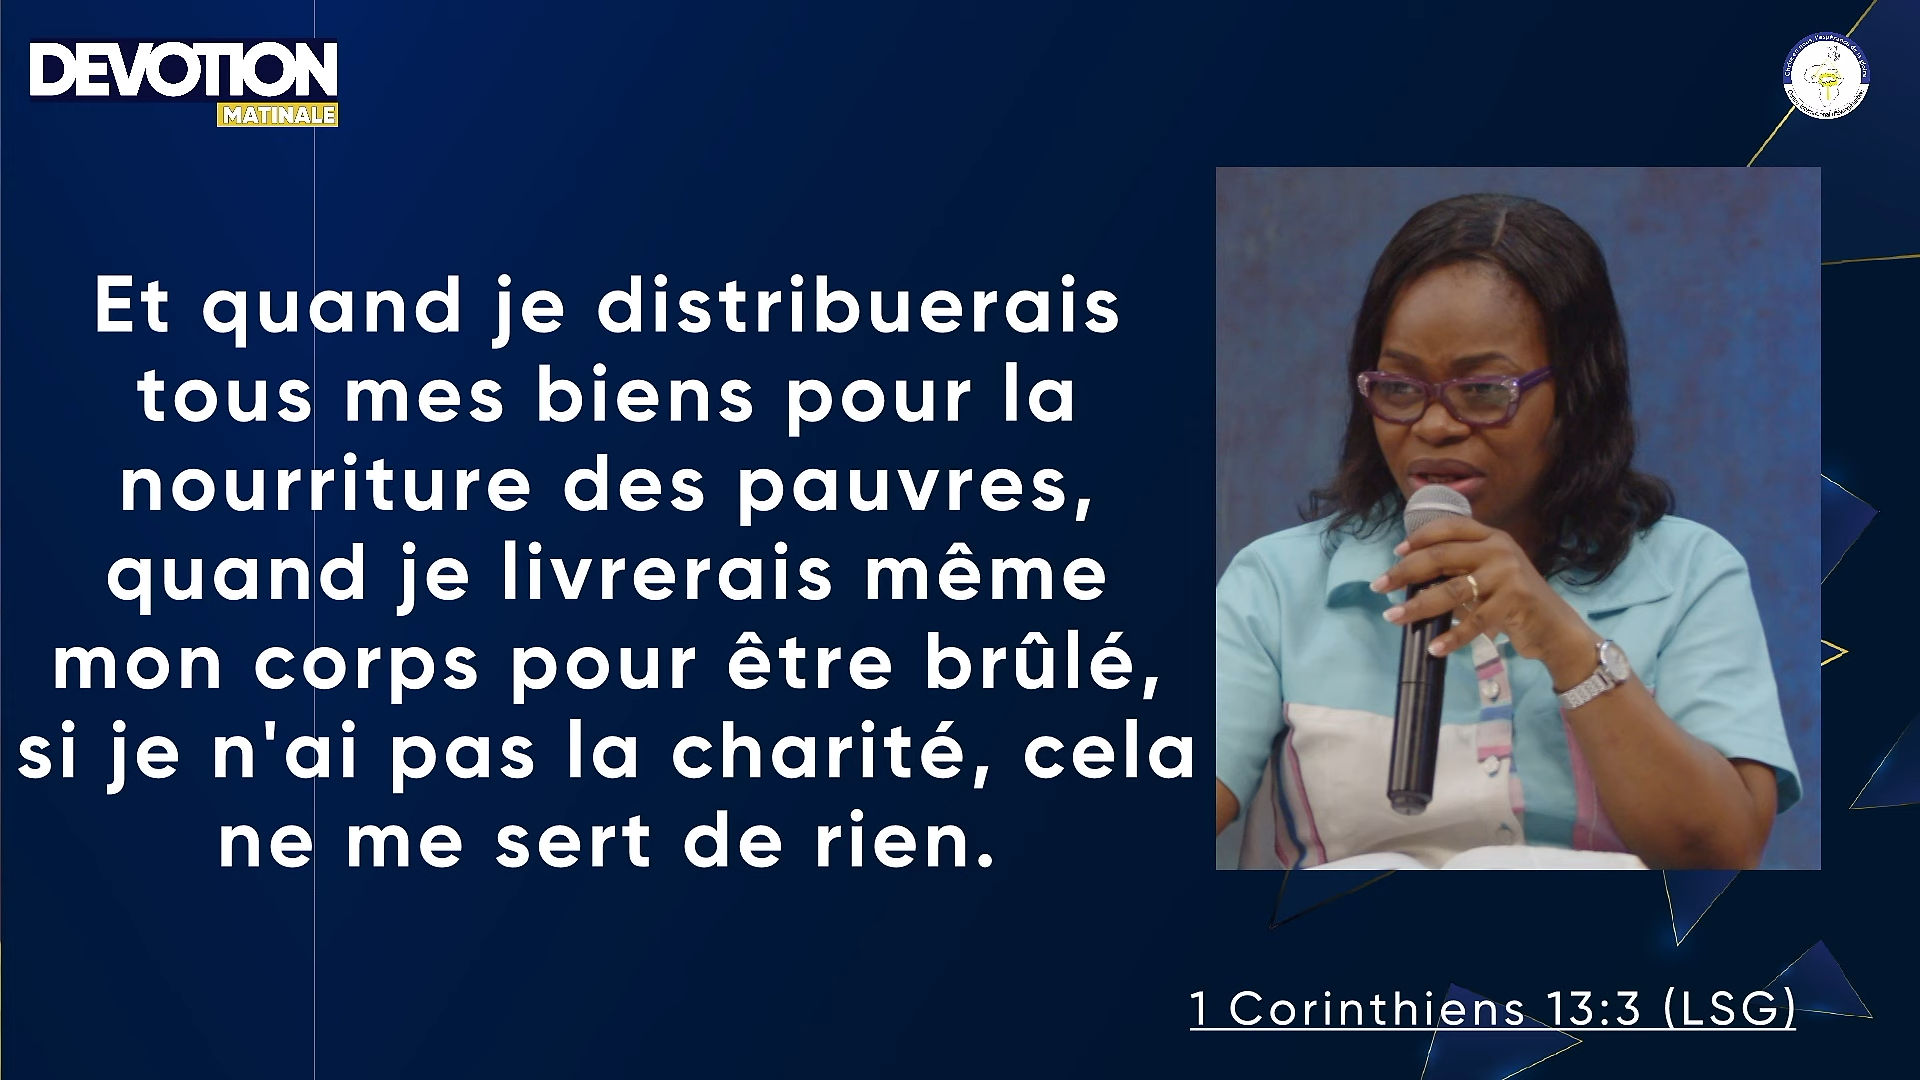 DEVOTION
MATINALE
Et quand je distribuerais
tous mes biens pour la
nourriture des pauvres,
quand je livrerais même
mon corps pour être brûlé,
si je n'ai pas la charité, cela
ne me sert de rien.
1 Corinthiens 13:3 (LSG)